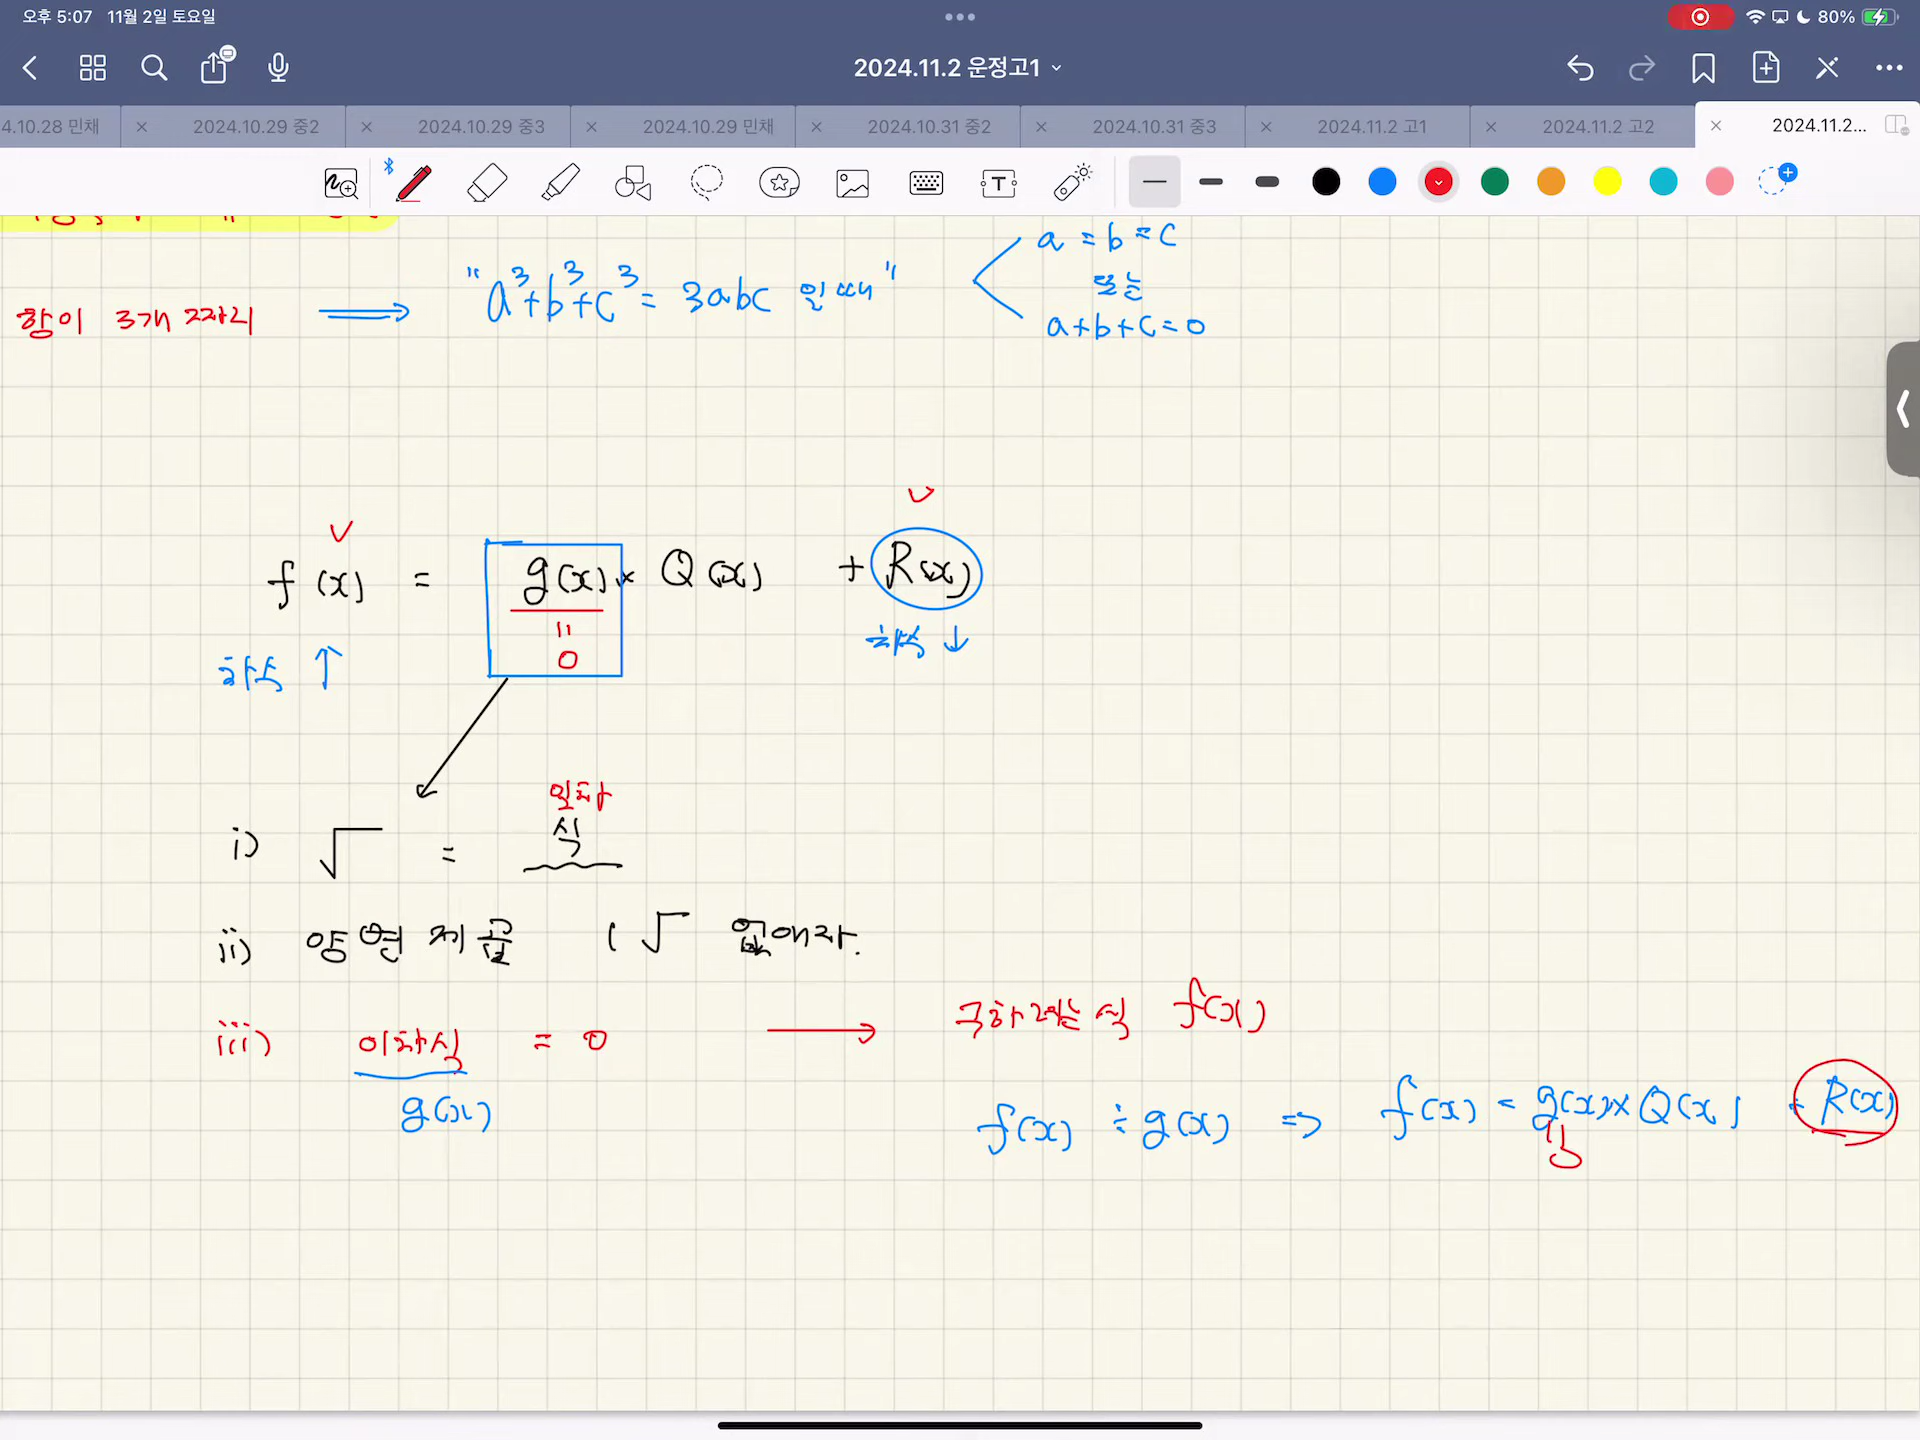 오후 5:07 11월 2일 토요일
80%
2024.11.2 운정고1
4.10.28 민채
2024.10.29 중2
2024.10.29 중3
2024.10.29 민채
2024.10.31 중2
2024.10.31 중3
2024.11.2 고1
2024.11.2 고2
2024.11.2...
항이 3개 짜리 ⟹ "a³+b³+c³ = 3abc 일 때"
a = b = c
또는
a+b+c=0
f(x) = g(x) × Q(x) + R(x)
"
0
차수 ↑
차수 ↓
i) √ = 일차
식
ii) 양변 제곱 ( √ 없애자.
iii) 이차식 = 0 → 구하려는 식 f(x)
g(x)
f(x) ÷ g(x) ⇒ f(x) = g(x) × Q(x) + R(x)
0